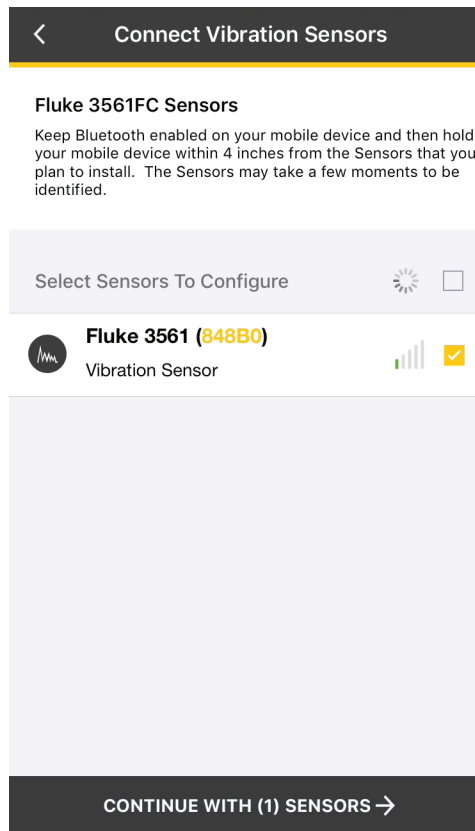 Connect Vibration Sensors
Fluke 3561FC Sensors
Keep Bluetooth enabled on your mobile device and then hold
your mobile device within 4 inches from the Sensors that you
plan to install. The Sensors may take a few moments to be
identified.
Select Sensors To Configure
Fluke 3561 (848B0)
Vibration Sensor
CONTINUE WITH (1) SENSORS